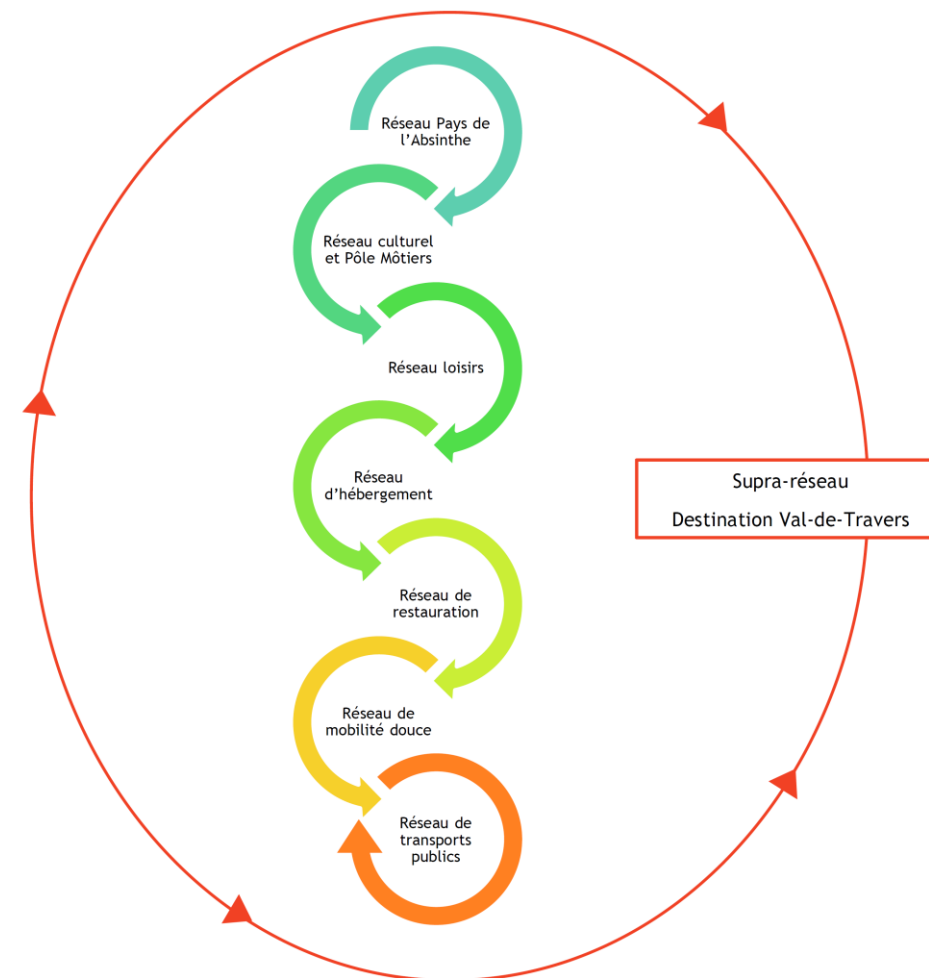 Réseau Pays de
l’Absinthe
Réseau culturel
et Pôle Môtiers
Réseau loisirs
Réseau
d’hébergement
Supra-réseau
Destination Val-de-Travers
Réseau de
restauration
Réseau de
mobilité douce
Réseau de
transports
publics